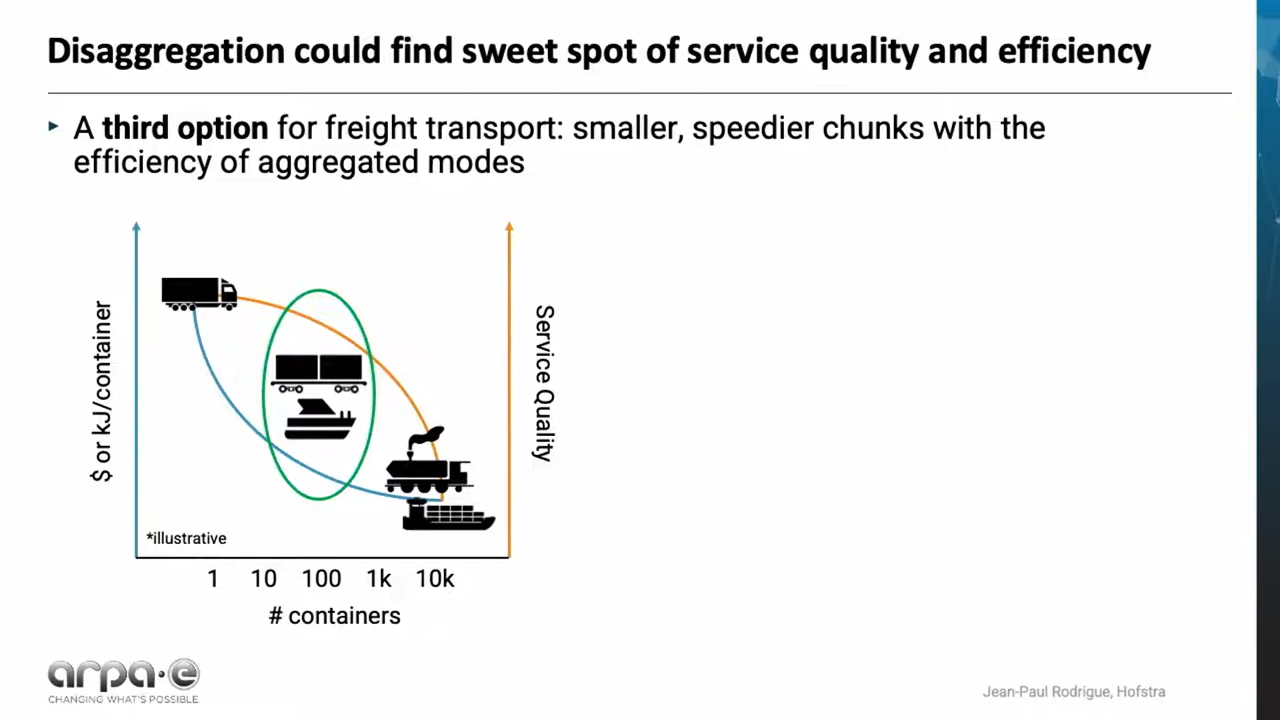 Disaggregation could find sweet spot of service quality and efficiency
A third option for freight transport: smaller, speedier chunks with the
efficiency of aggregated modes
$ or kJ/container
Service Quality
*illustrative
1 10 100 1k 10k
# containers
arpa·e
CHANGING WHAT'S POSSIBLE
Jean-Paul Rodrigue, Hofstra